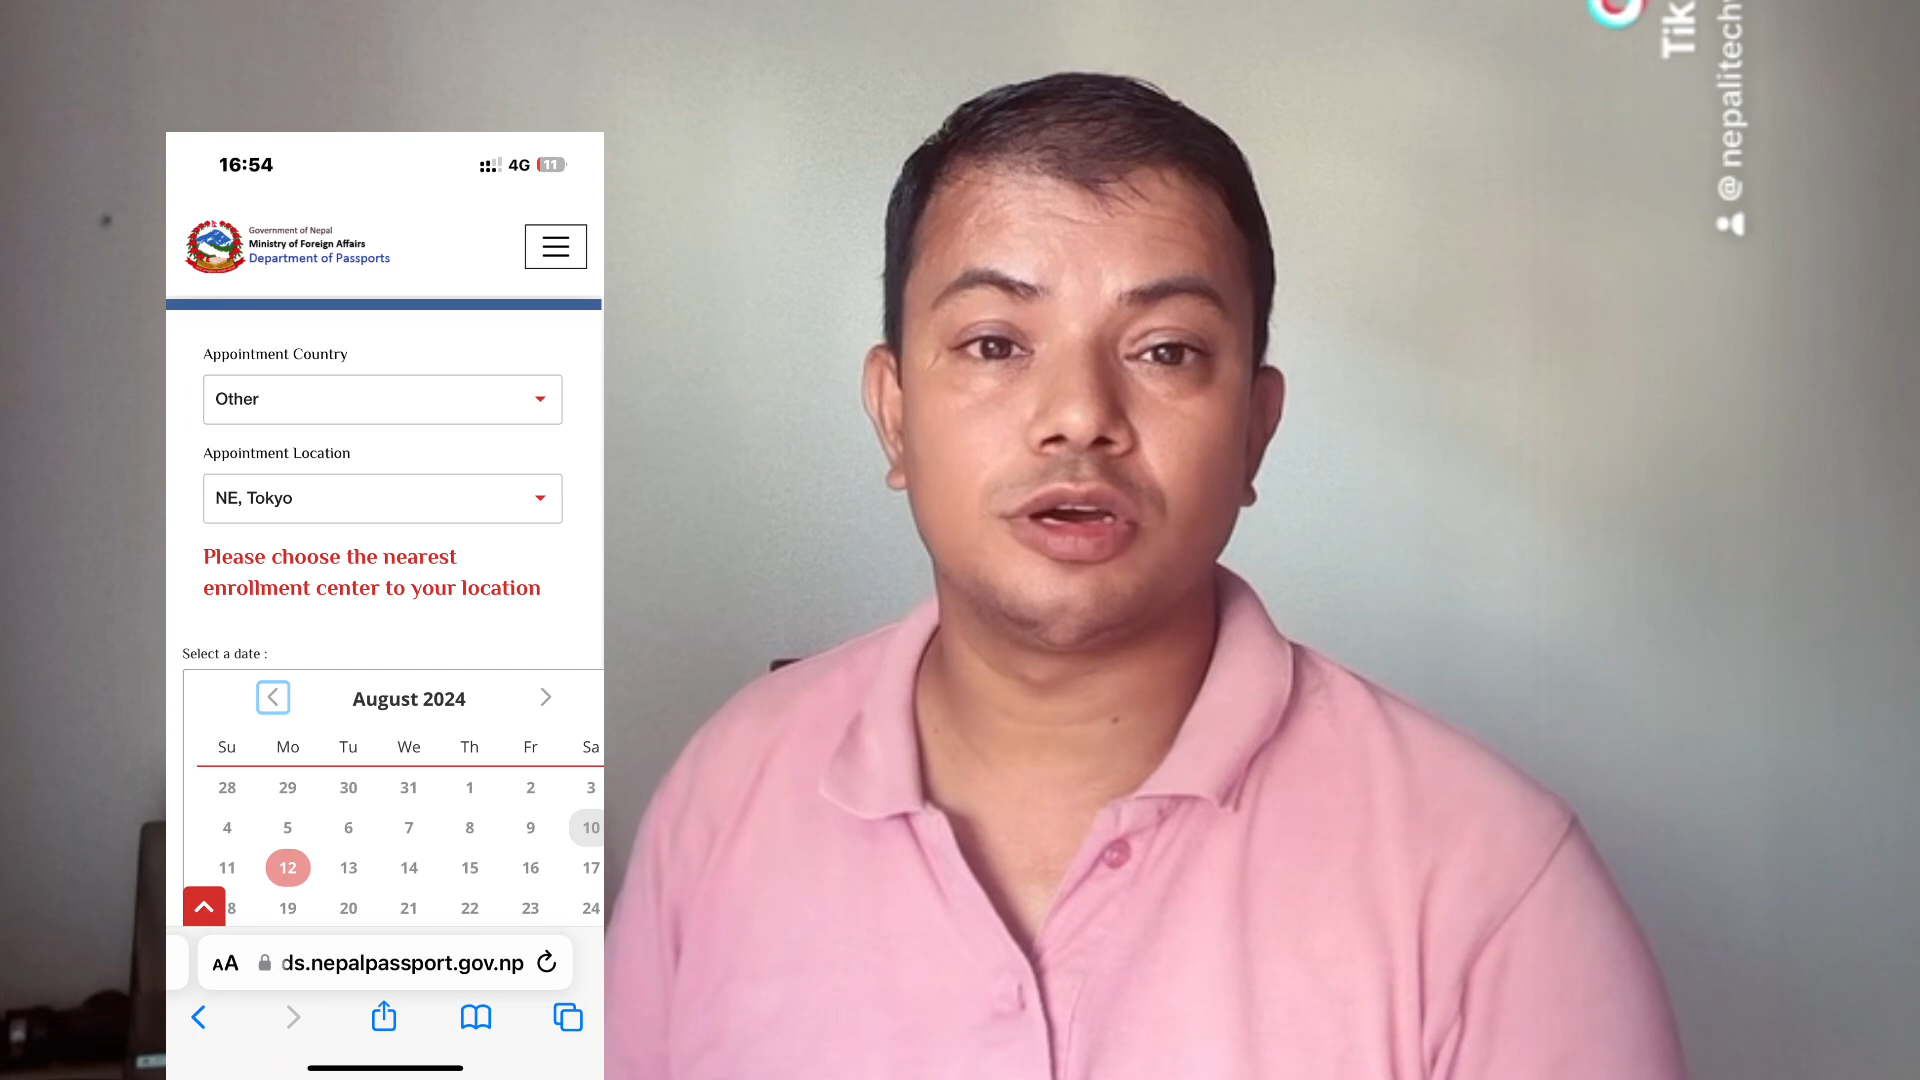 16:54
4G
11
Government of Nepal
Ministry of Foreign Affairs
Department of Passports
Appointment Country
Other
Appointment Location
NE, Tokyo
Please choose the nearest
enrollment center to your location
Select a date :
August 2024
Su Mo Tu We Th Fr Sa
28 29 30 31 1 2 3
4 5 6 7 8 9 10
11 12 13 14 15 16 17
8 19 20 21 22 23 24
AA ds.nepalpassport.gov.np
Tik
@nepalitech